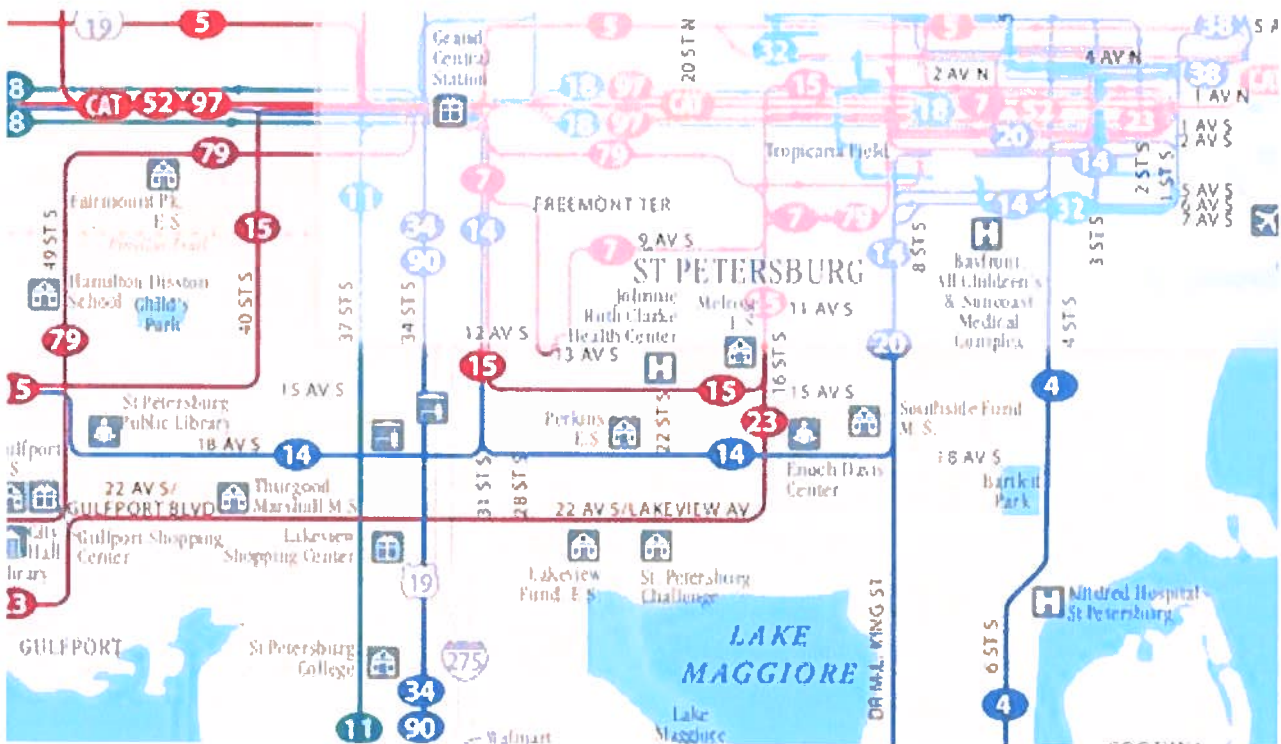 19
5
Grand
Central
Station
20 ST N
5
32
5
38
5 A
4 AV N
2 AV N
38
1 AV N
8
CAT 52 97
18 97
CAT
15
18
7
52
23
8
18 97
20
1 AV S
2 AV S
79
79
Tropicana Field
14
2 ST S
1 ST S
Fairmount Pk.
E.S.
11
7
FREEMONT TER
5 AV S
6 AV S
7 AV S
14
32
49 ST S
15
34
90
14
7
9 AV S
7
79
14
8 ST S
3 ST S
ST PETERSBURG
Hamilton Disston
School
Child's
Park
40 ST S
37 ST S
34 ST S
Johnnie
Ruth Clarke
Health Center
Melrose
11 AV S
Bayfront
All Children's
& Suncoast
Medical
Complex
4 ST S
79
12 AV S
13 AV S
20
5
15 AV S
15
15
16 ST S
15 AV S
4
St Petersburg
Public Library
Perkins
E.S.
22 ST S
23
Southside Fund
M. S.
18 AV S
14
14
Enoch Davis
Center
18 AV S
Bartlett
Park
22 AV S/
GULFPORT BLVD
Thurgood
Marshall M.S.
31 ST S
28 ST S
22 AV S/LAKEVIEW AV
City
Hall
Gulfport Shopping
Center
Lakeview
Shopping Center
Lakeview
Fund. E.S.
St. Petersburg
Challenge
19
3
Kindred Hospital -
St Petersburg
GULFPORT
St Petersburg
College
275
LAKE
MAGGIORE
DR M.L. KING ST
6 ST S
34
4
11
90
Walmart
Lake
Maggiore